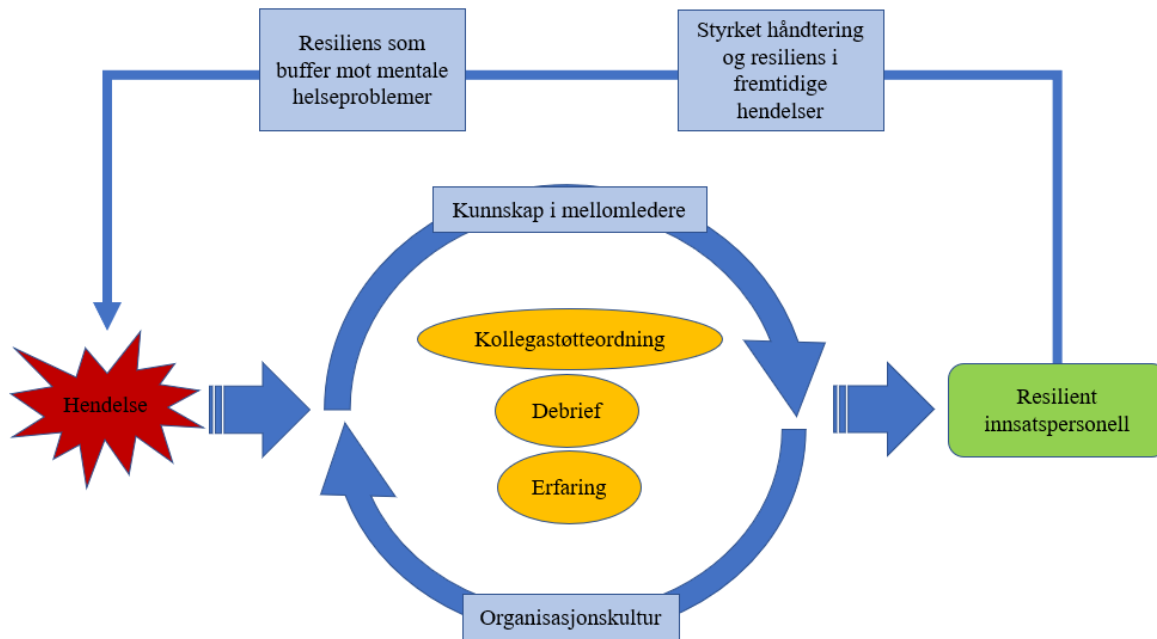 Resiliens som
buffer mot mentale
helseproblemer
Styrket håndtering
og resiliens i
fremtidige
hendelser
Kunnskap i mellomledere
Kollegastøtteordning
Hendelse
Debrief
Resilient
innsatspersonell
Erfaring
Organisasjonskultur